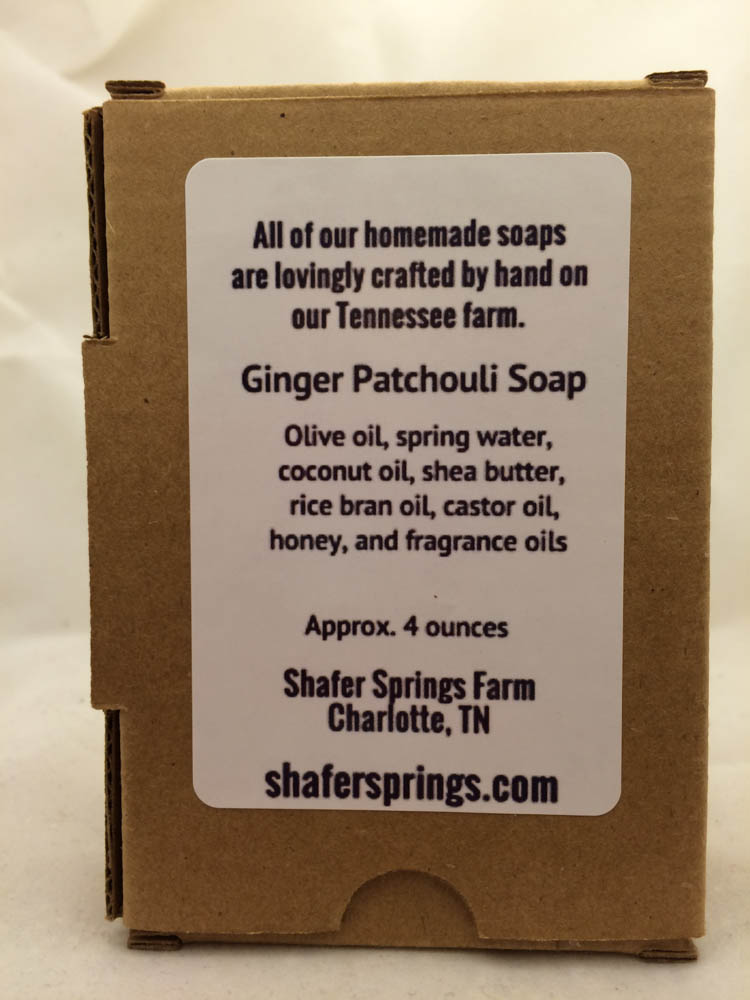 All of our homemade soaps
are lovingly crafted by hand on
our Tennessee farm.
Ginger Patchouli Soap
Olive oil, spring water,
coconut oil, shea butter,
rice bran oil, castor oil,
honey, and fragrance oils
Approx. 4 ounces
Shafer Springs Farm
Charlotte, TN
shafersprings.com